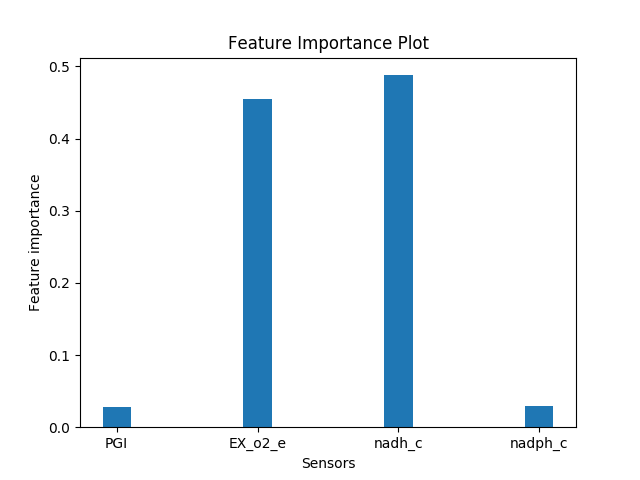 Feature Importance Plot
0.5
0.4
0.3
0.2
0.1
0.0
Feature importance
PGI EX_o2_e nadh_c nadph_c
Sensors